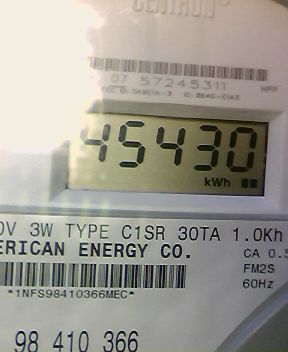 CENTRON®
07 57245311
45430
kWh
3W TYPE C1SR 30TA 1.0Kh
ERICAN ENERGY CO.
CA 0.5
FM2S
60Hz
*1NFS98410366MEC*
98 410 366